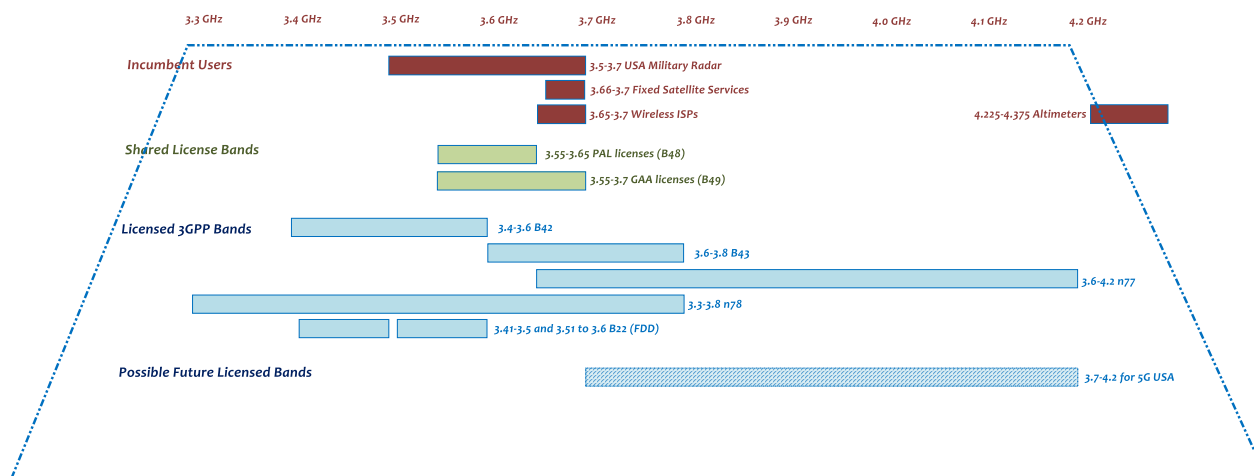 3.3 GHz 3.4 GHz 3.5 GHz 3.6 GHz 3.7 GHz 3.8 GHz 3.9 GHz 4.0 GHz 4.1 GHz 4.2 GHz
Incumbent Users
3.5-3.7 USA Military Radar
3.66-3.7 Fixed Satellite Services
3.65-3.7 Wireless ISPs
4.225-4.375 Altimeters
Shared License Bands
3.55-3.65 PAL licenses (B48)
3.55-3.7 GAA licenses (B49)
Licensed 3GPP Bands
3.4-3.6 B42
3.6-3.8 B43
3.6-4.2 n77
3.3-3.8 n78
3.41-3.5 and 3.51 to 3.6 B22 (FDD)
Possible Future Licensed Bands
3.7-4.2 for 5G USA